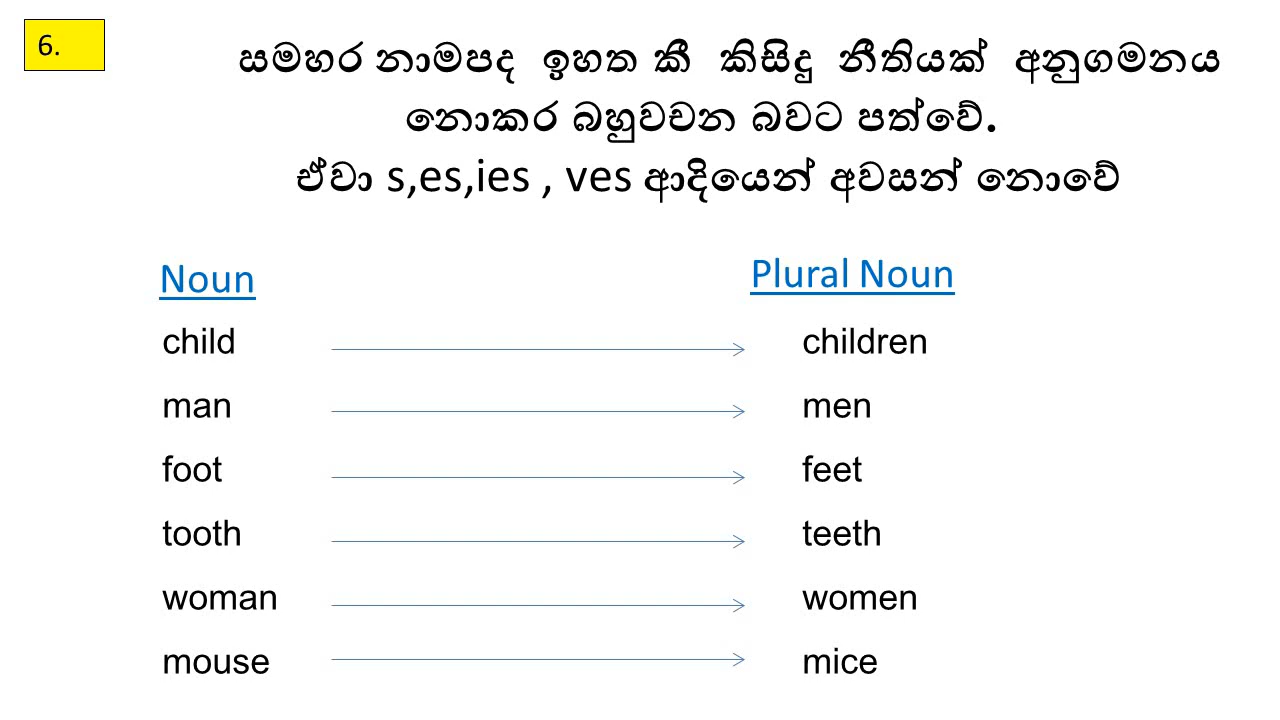 6.
සමහර නාමපද ඉහත කී කිසිදු නීතියක් අනුගමනය
නොකර බහුවචන බවට පත්වේ.
ඒවා s,es,ies , ves ආදියෙන් අවසන් නොවේ
Noun Plural Noun
child children
man men
foot feet
tooth teeth
woman women
mouse mice